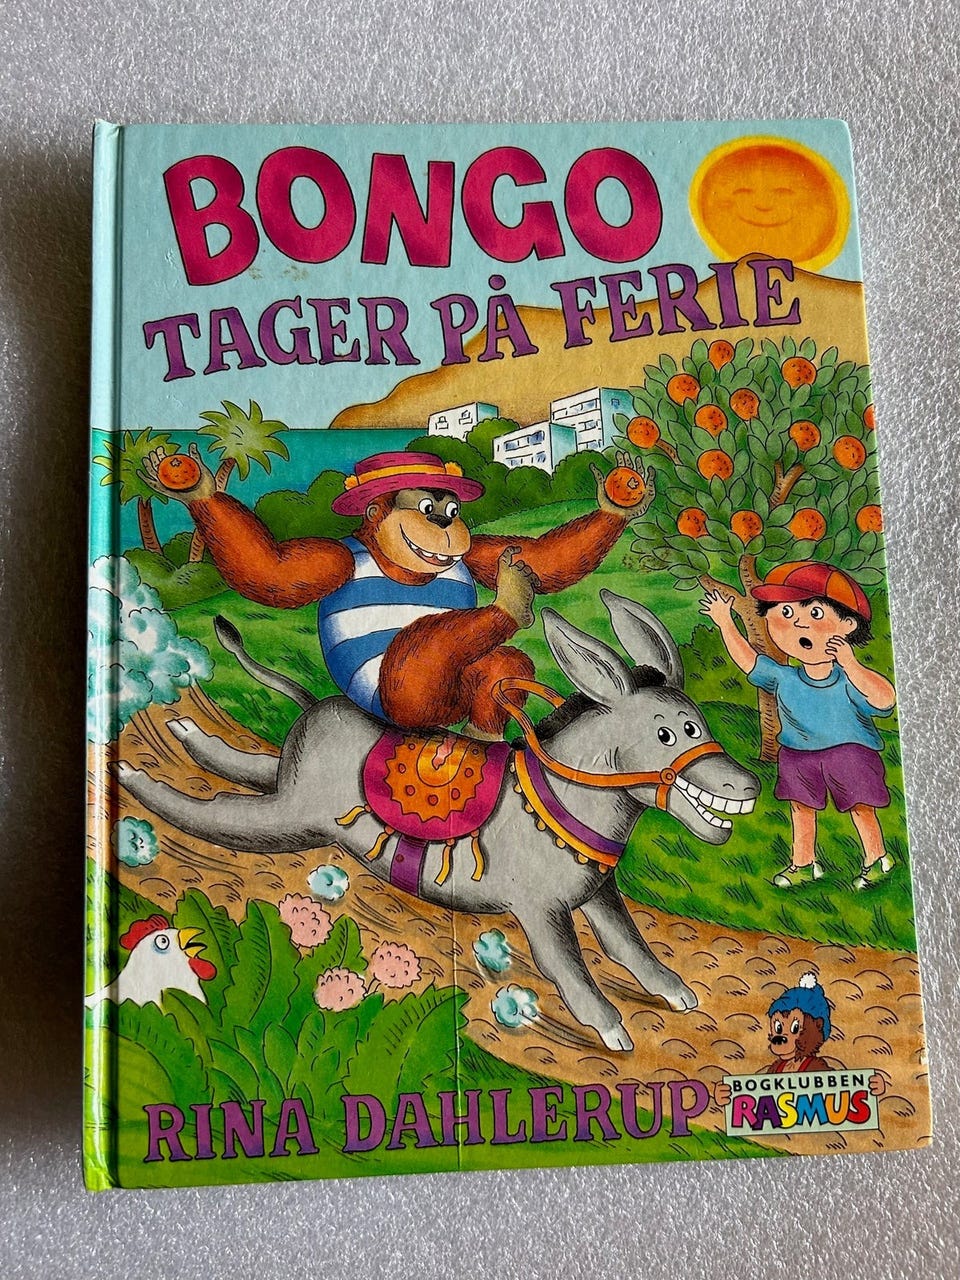 BONGO
TAGER PÅ FERIE
RINA DAHLERUP
BOGKLUBBEN
RASMUS